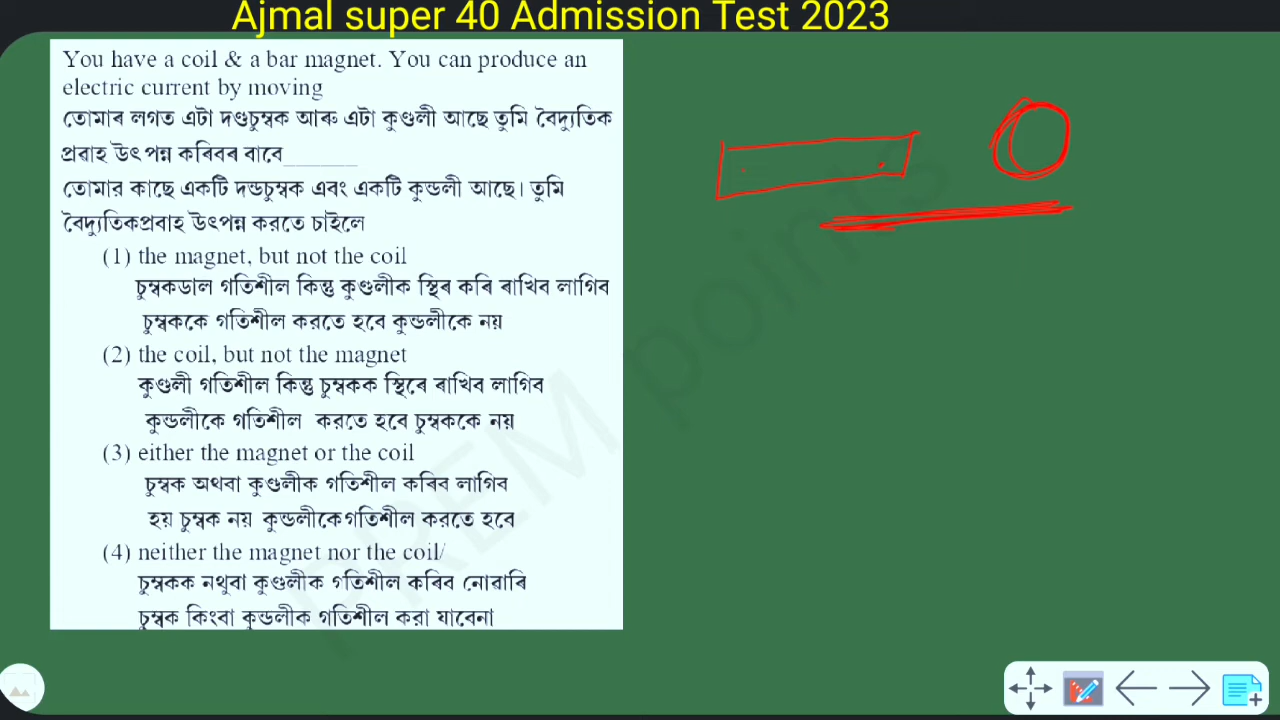 Ajmal super 40 Admission Test 2023
You have a coil & a bar magnet. You can produce an
electric current by moving
তোমাৰ লগত এটা দণ্ডচুম্বক আৰু এটা কুণ্ডলী আছে তুমি বৈদ্যুতিক
প্ৰৱাহ উৎপন্ন কৰিবৰ বাবে______
তোমার কাছে একটি দন্ডচুম্বক এবং একটি কুন্ডলী আছে। তুমি
বৈদ্যুতিকপ্রবাহ উৎপন্ন করতে চাইলে
(1) the magnet, but not the coil
চুম্বকডাল গতিশীল কিন্তু কুণ্ডলীক স্থিৰ কৰি ৰাখিব লাগিব
চুম্বককে গতিশীল করতে হবে কুন্ডলীকে নয়
(2) the coil, but not the magnet
কুণ্ডলী গতিশীল কিন্তু চুম্বকক স্থিৰে ৰাখিব লাগিব
কুন্ডলীকে গতিশীল করতে হবে চুম্বককে নয়
(3) either the magnet or the coil
চুম্বক অথবা কুণ্ডলীক গতিশীল কৰিব লাগিব
হয় চুম্বক নয় কুন্ডলীকেগতিশীল করতে হবে
(4) neither the magnet nor the coil/
চুম্বকক নথুবা কুণ্ডলীক গতিশীল কৰিব নোৱাৰি
চুম্বক কিংবা কুন্ডলীক গতিশীল করা যাবেনা
PREM points